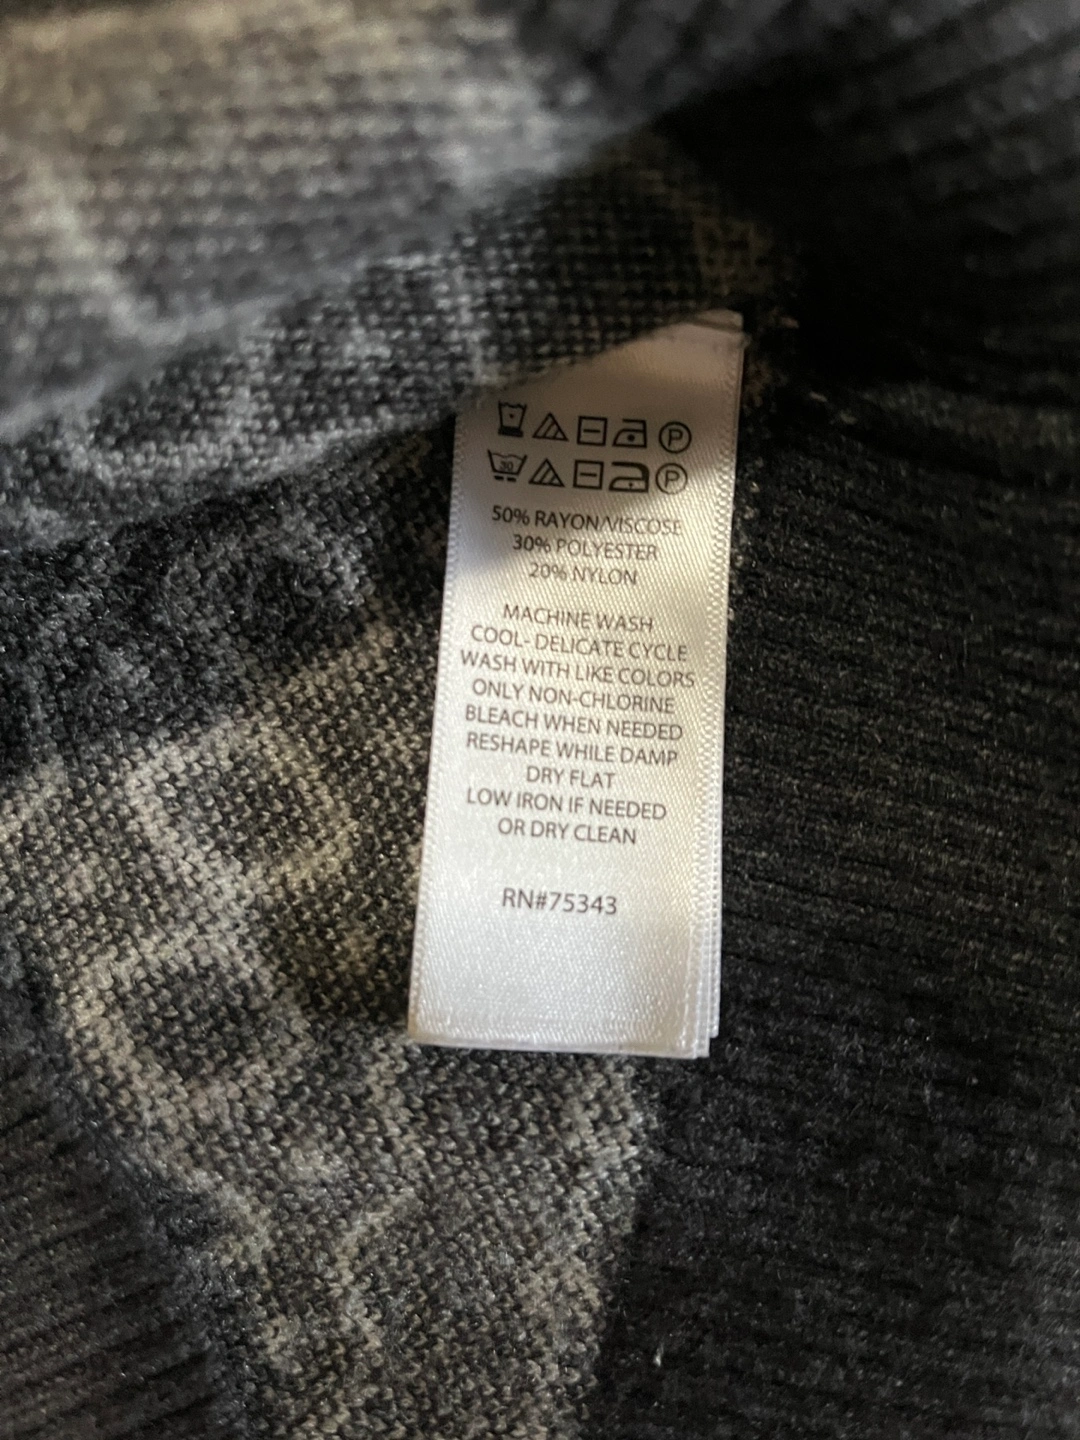 P
30 P
50% RAYON/VISCOSE
30% POLYESTER
20% NYLON
MACHINE WASH
COOL- DELICATE CYCLE
WASH WITH LIKE COLORS
ONLY NON-CHLORINE
BLEACH WHEN NEEDED
RESHAPE WHILE DAMP
DRY FLAT
LOW IRON IF NEEDED
OR DRY CLEAN
RN#75343